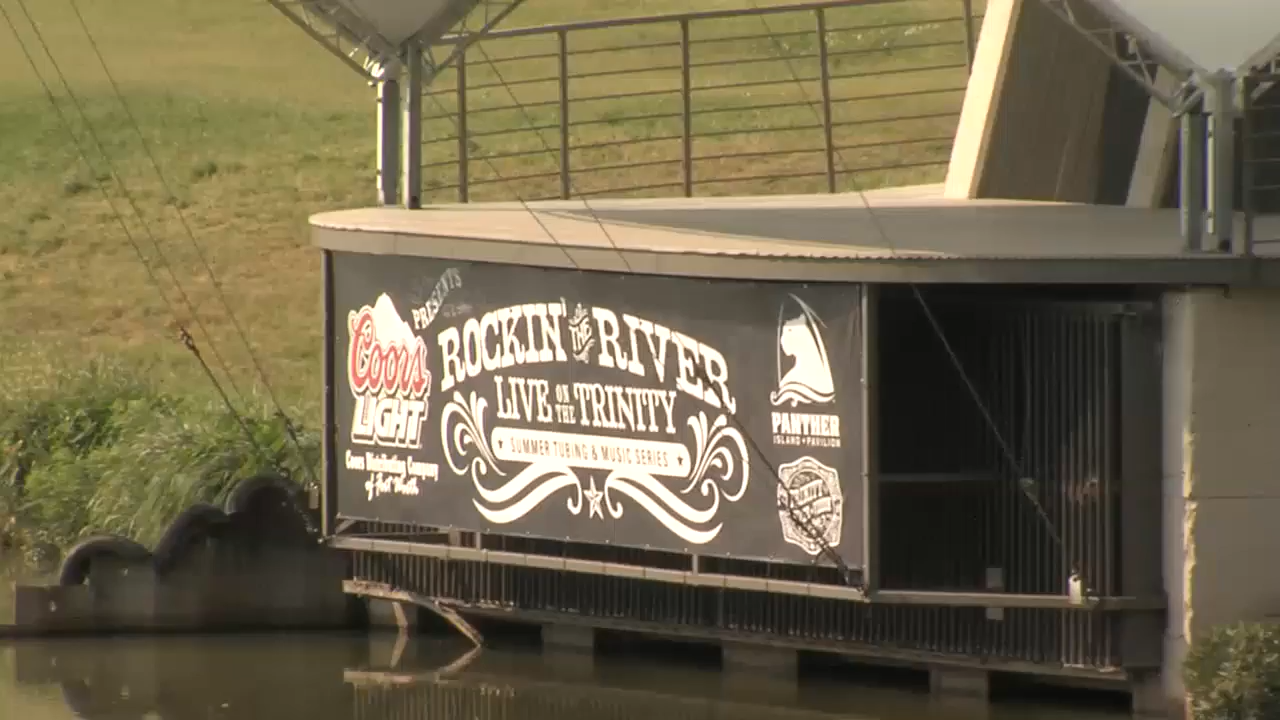 Coors
LIGHT
PRESENTS
Coors Distributing Company
of Fort Worth
ROCKIN' THE RIVER
LIVE ON THE TRINITY
SUMMER TUBING & MUSIC SERIES
PANTHER
ISLAND PAVILION